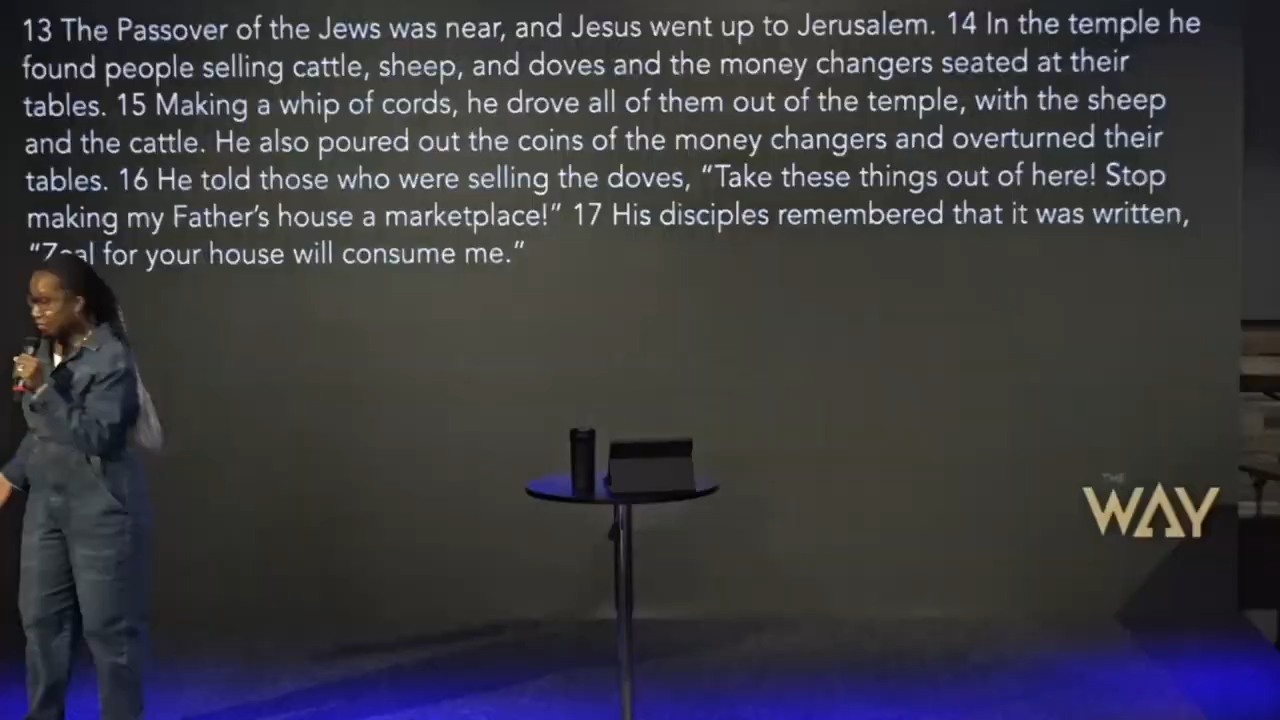 13 The Passover of the Jews was near, and Jesus went up to Jerusalem. 14 In the temple he
found people selling cattle, sheep, and doves and the money changers seated at their
tables. 15 Making a whip of cords, he drove all of them out of the temple, with the sheep
and the cattle. He also poured out the coins of the money changers and overturned their
tables. 16 He told those who were selling the doves, “Take these things out of here! Stop
making my Father’s house a marketplace!” 17 His disciples remembered that it was written,
“Zeal for your house will consume me.”
THE
WAY